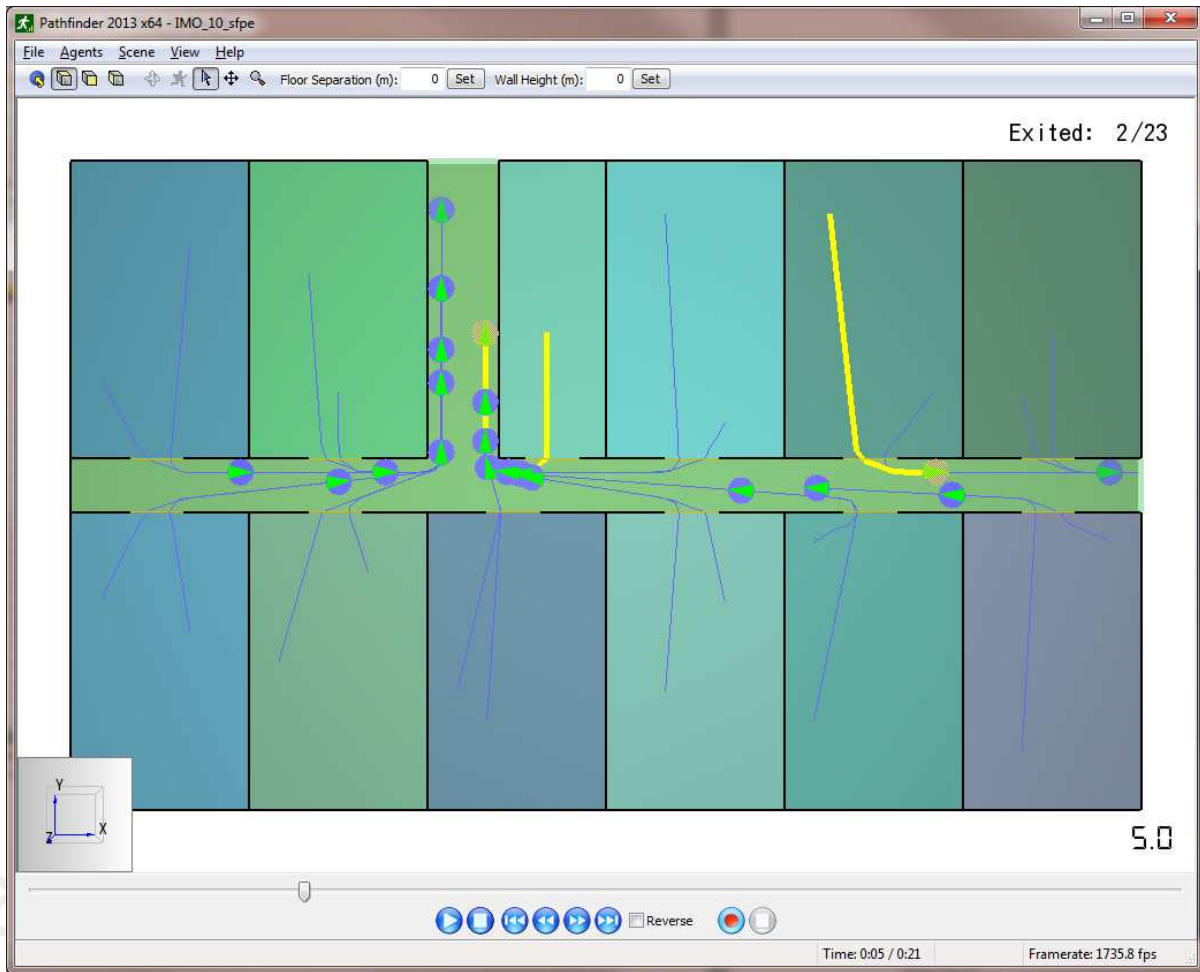 Pathfinder 2013 x64 - IMO_10_sfpe
File Agents Scene View Help
Floor Separation (m): 0 Set Wall Height (m): 0 Set
Exited: 2/23
Y
Z X
5.0
Reverse
Time: 0:05 / 0:21 Framerate: 1735.8 fps